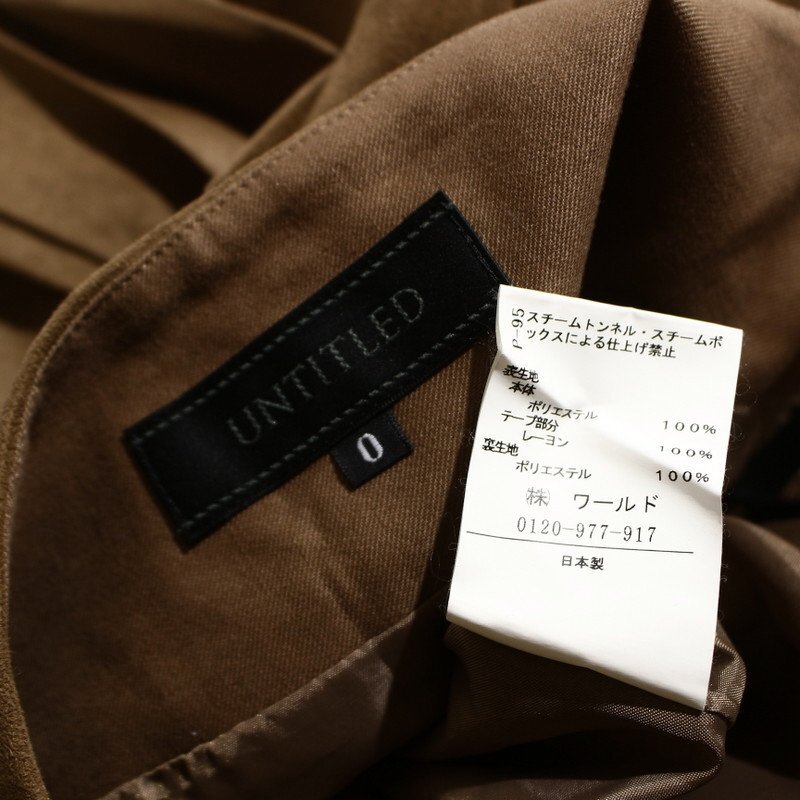 UNTITLED
0
P-95
スチームトンネル・スチームボ
ックスによる仕上げ禁止
表生地
本体
ポリエステル 100%
テープ部分
レーヨン 100%
裏生地
ポリエステル 100%
㈱ ワールド
0120-977-917
日本製